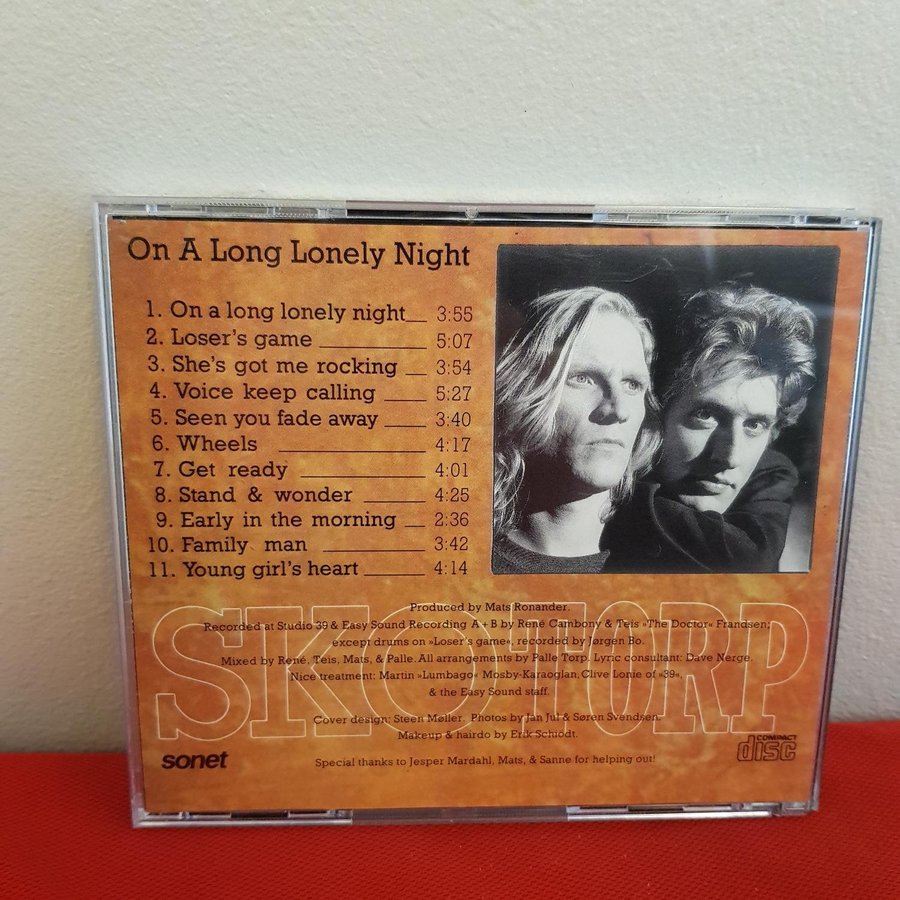 On A Long Lonely Night
1. On a long lonely night 3:55
2. Loser's game 5:07
3. She's got me rocking 3:54
4. Voice keep calling 5:27
5. Seen you fade away 3:40
6. Wheels 4:17
7. Get ready 4:01
8. Stand & wonder 4:25
9. Early in the morning 2:36
10. Family man 3:42
11. Young girl's heart 4:14
SKOTORP
Produced by Mats Ronander.
Recorded at Studio 39 & Easy Sound Recording A + B by René Cambony & Teis »The Doctor« Frandsen;
except drums on »Loser's game«, recorded by Jørgen Bo.
Mixed by René, Teis, Mats, & Palle. All arrangements by Palle Torp. Lyric consultant: Dave Nerge.
Nice treatment: Martin »Lumbago« Mosby-Karaoglan, Clive Lonie of »39«,
& the Easy Sound staff.
Cover design: Steen Møller. Photos by Jan Jul & Søren Svendsen.
Makeup & hairdo by Erik Schiødt.
sonet
COMPACT
disc
Special thanks to Jesper Mardahl, Mats, & Sanne for helping out!